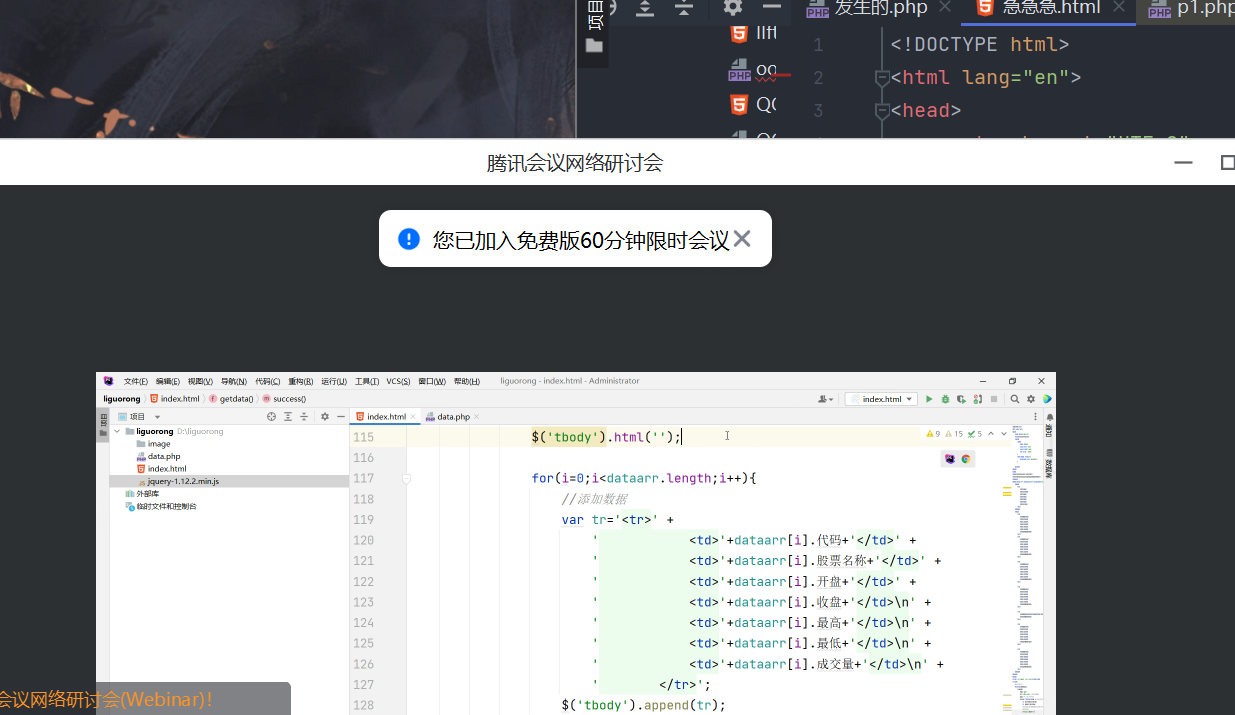 项目
发生的.php
急急急.html
p1.php
1 <!DOCTYPE html>
2 <html lang="en">
3 <head>
腾讯会议网络研讨会
您已加入免费版60分钟限时会议
文件(F) 编辑(E) 视图(V) 导航(N) 代码(C) 重构(R) 运行(U) 工具(T) VCS(S) 窗口(W) 帮助(H) liguorong - index.html - Administrator
liguorong index.html getdata() success() index.html
项目 index.html data.php
liguorong D:\liguorong
image
data.php
index.html
jquery-1.12.2.min.js
外部库
临时文件和控制台
9 15 5
115 $('tbody').html('');
116
117 for(i=0;i<dataarr.length;i++){
118 //添加数据
119 var tr='<tr>' +
120 ' <td>'+dataarr[i].代码+'</td>' +
121 ' <td>'+dataarr[i].股票名称+'</td>' +
122 ' <td>'+dataarr[i].开盘+'</td>' +
123 ' <td>'+dataarr[i].收盘+'</td>\n' +
124 ' <td>'+dataarr[i].最高+'</td>\n' +
125 ' <td>'+dataarr[i].最低+'</td>\n' +
126 ' <td>'+dataarr[i].成交量+'</td>\n' +
127 ' </tr>';
128 $('tbody').append(tr);
会议网络研讨会(Webinar)!